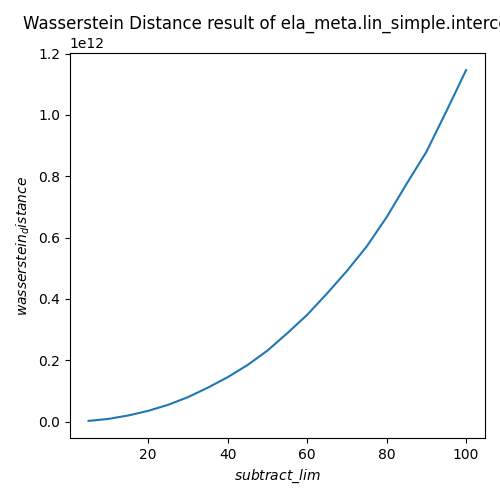 Wasserstein Distance result of ela_meta.lin_simple.interc
1e12
1.2
1.0
0.8
0.6
0.4
0.2
0.0
wasserstein_distance
20 40 60 80 100
subtract_lim